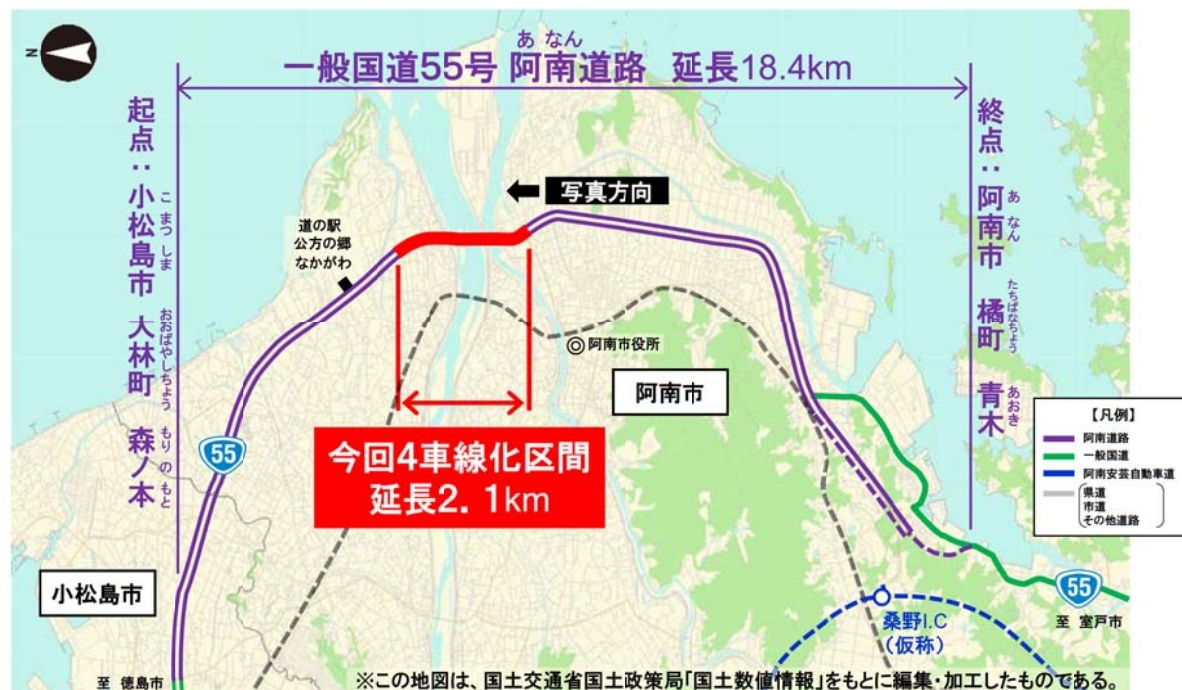 N
あ なん
一般国道55号 阿南道路 延長18.4km
起点：小松島市 大林町 森ノ本
こ まつ しま おおばやしちょう もり の もと
終点：阿南市 橘町 青木
あ なん たちばなちょう あおき
写真方向
道の駅
公方の郷
なかがわ
阿南市役所
阿南市
今回4車線化区間
延長2．1km
55
小松島市
至 徳島市
【凡例】
阿南道路
一般国道
阿南安芸自動車道
県道
市道
その他道路
55
至 室戸市
桑野I.C
（仮称）
※この地図は、国土交通省国土政策局「国土数値情報」をもとに編集・加工したものである。